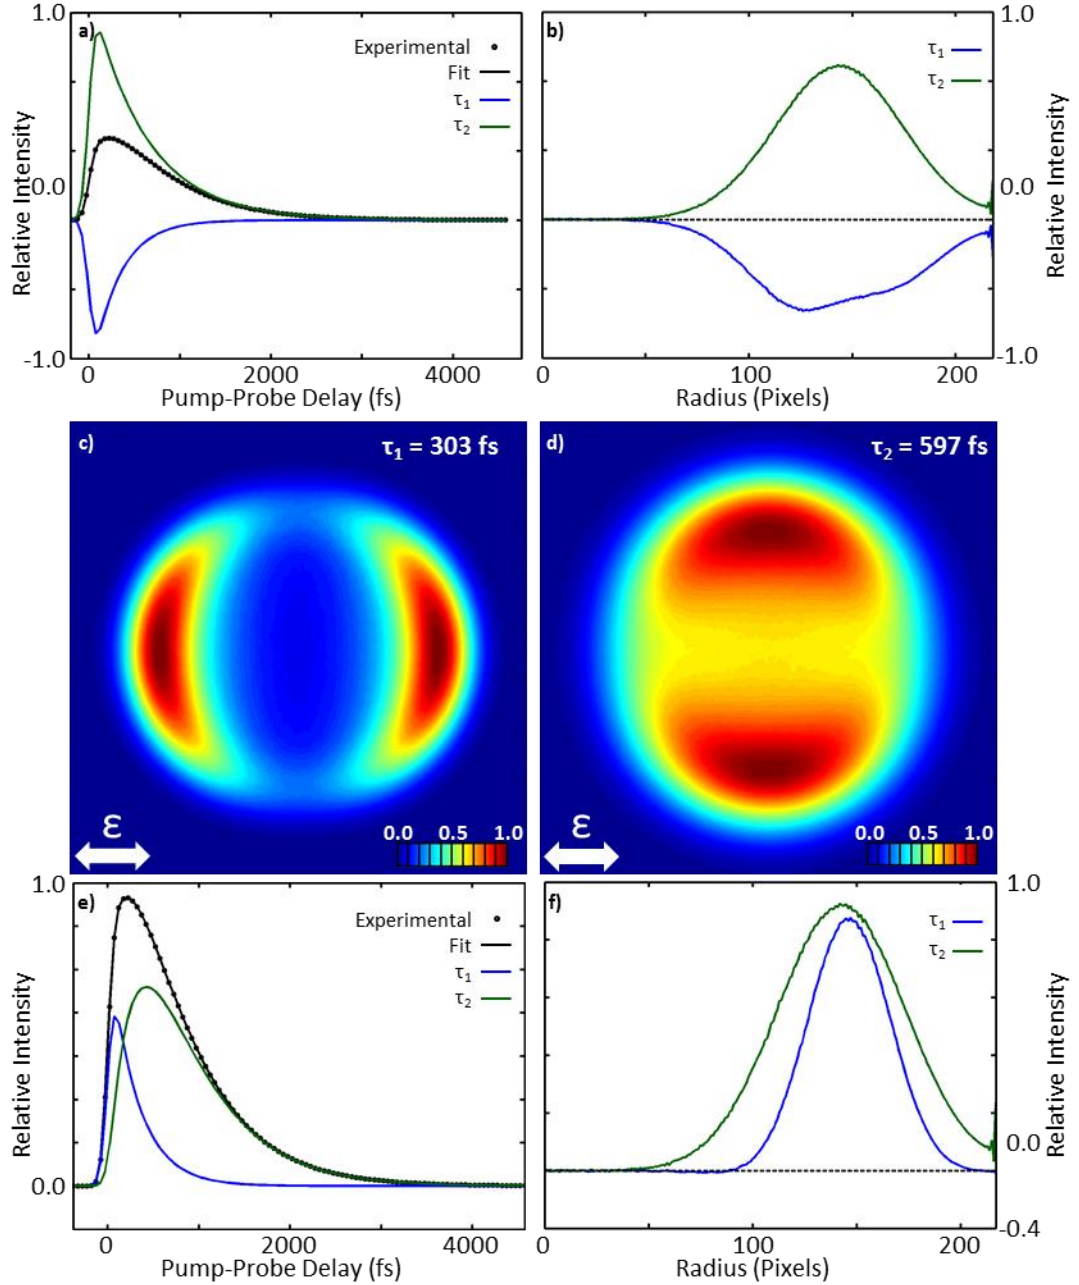 a)
1.0
0.0
-1.0
Relative Intensity
Experimental
Fit
τ1
τ2
0 2000 4000
Pump-Probe Delay (fs)
b)
τ1
τ2
1.0
0.0
-1.0
Relative Intensity
0 100 200
Radius (Pixels)
c)
τ1 = 303 fs
ε
0.0 0.5 1.0
d)
τ2 = 597 fs
ε
0.0 0.5 1.0
e)
1.0
0.0
Relative Intensity
Experimental
Fit
τ1
τ2
0 2000 4000
Pump-Probe Delay (fs)
f)
τ1
τ2
1.0
0.0
-0.4
Relative Intensity
0 100 200
Radius (Pixels)